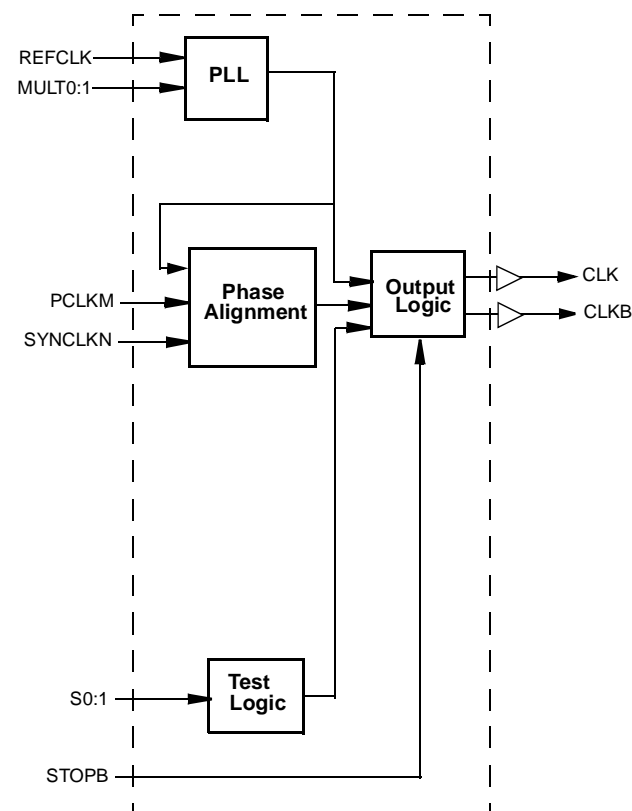 REFCLK
MULT0:1
PLL
PCLKM
SYNCLKN
Phase
Alignment
Output
Logic
CLK
CLKB
S0:1
Test
Logic
STOPB